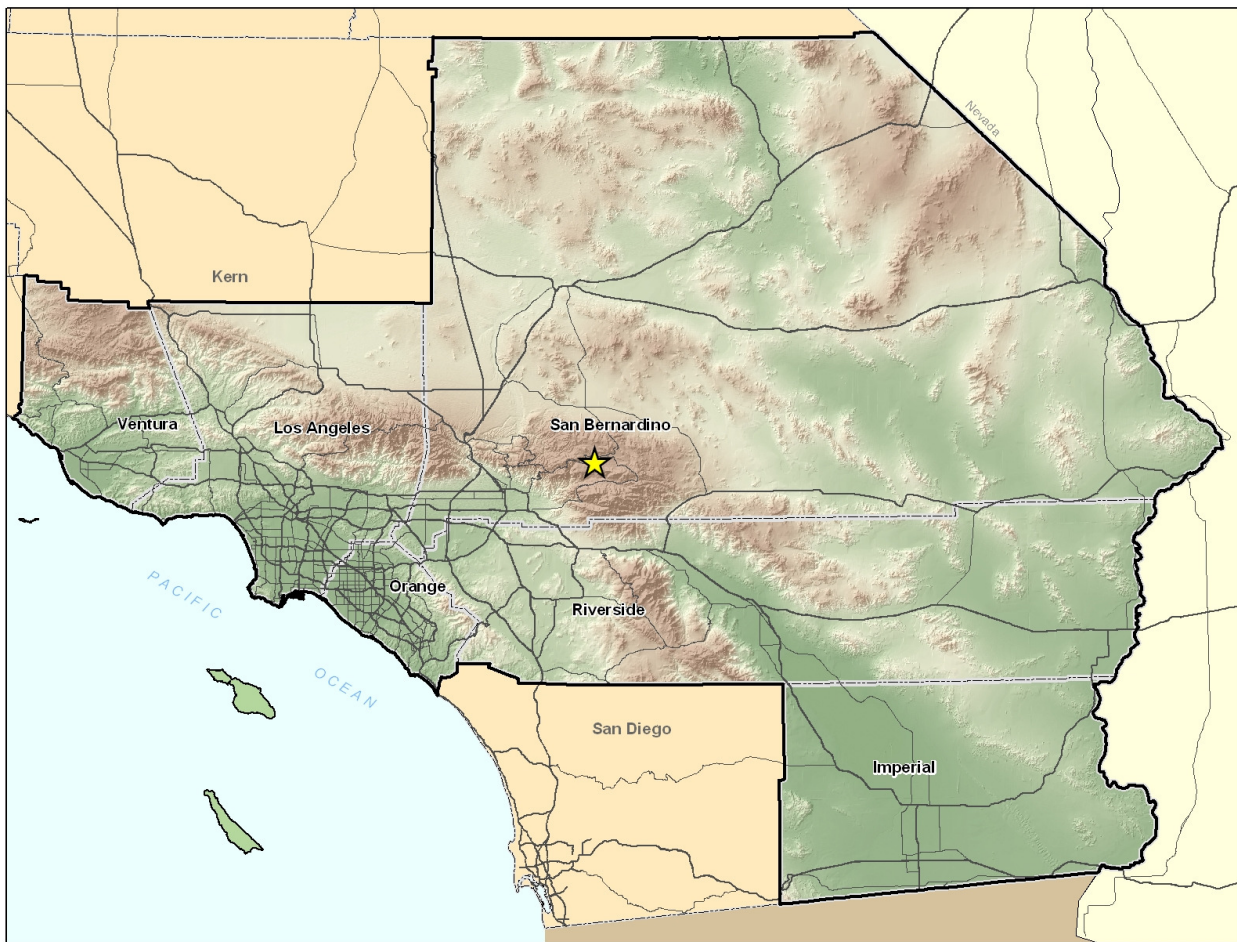 Nevada
Kern
Ventura
Los Angeles
San Bernardino
PACIFIC
Orange
Riverside
OCEAN
San Diego
Imperial